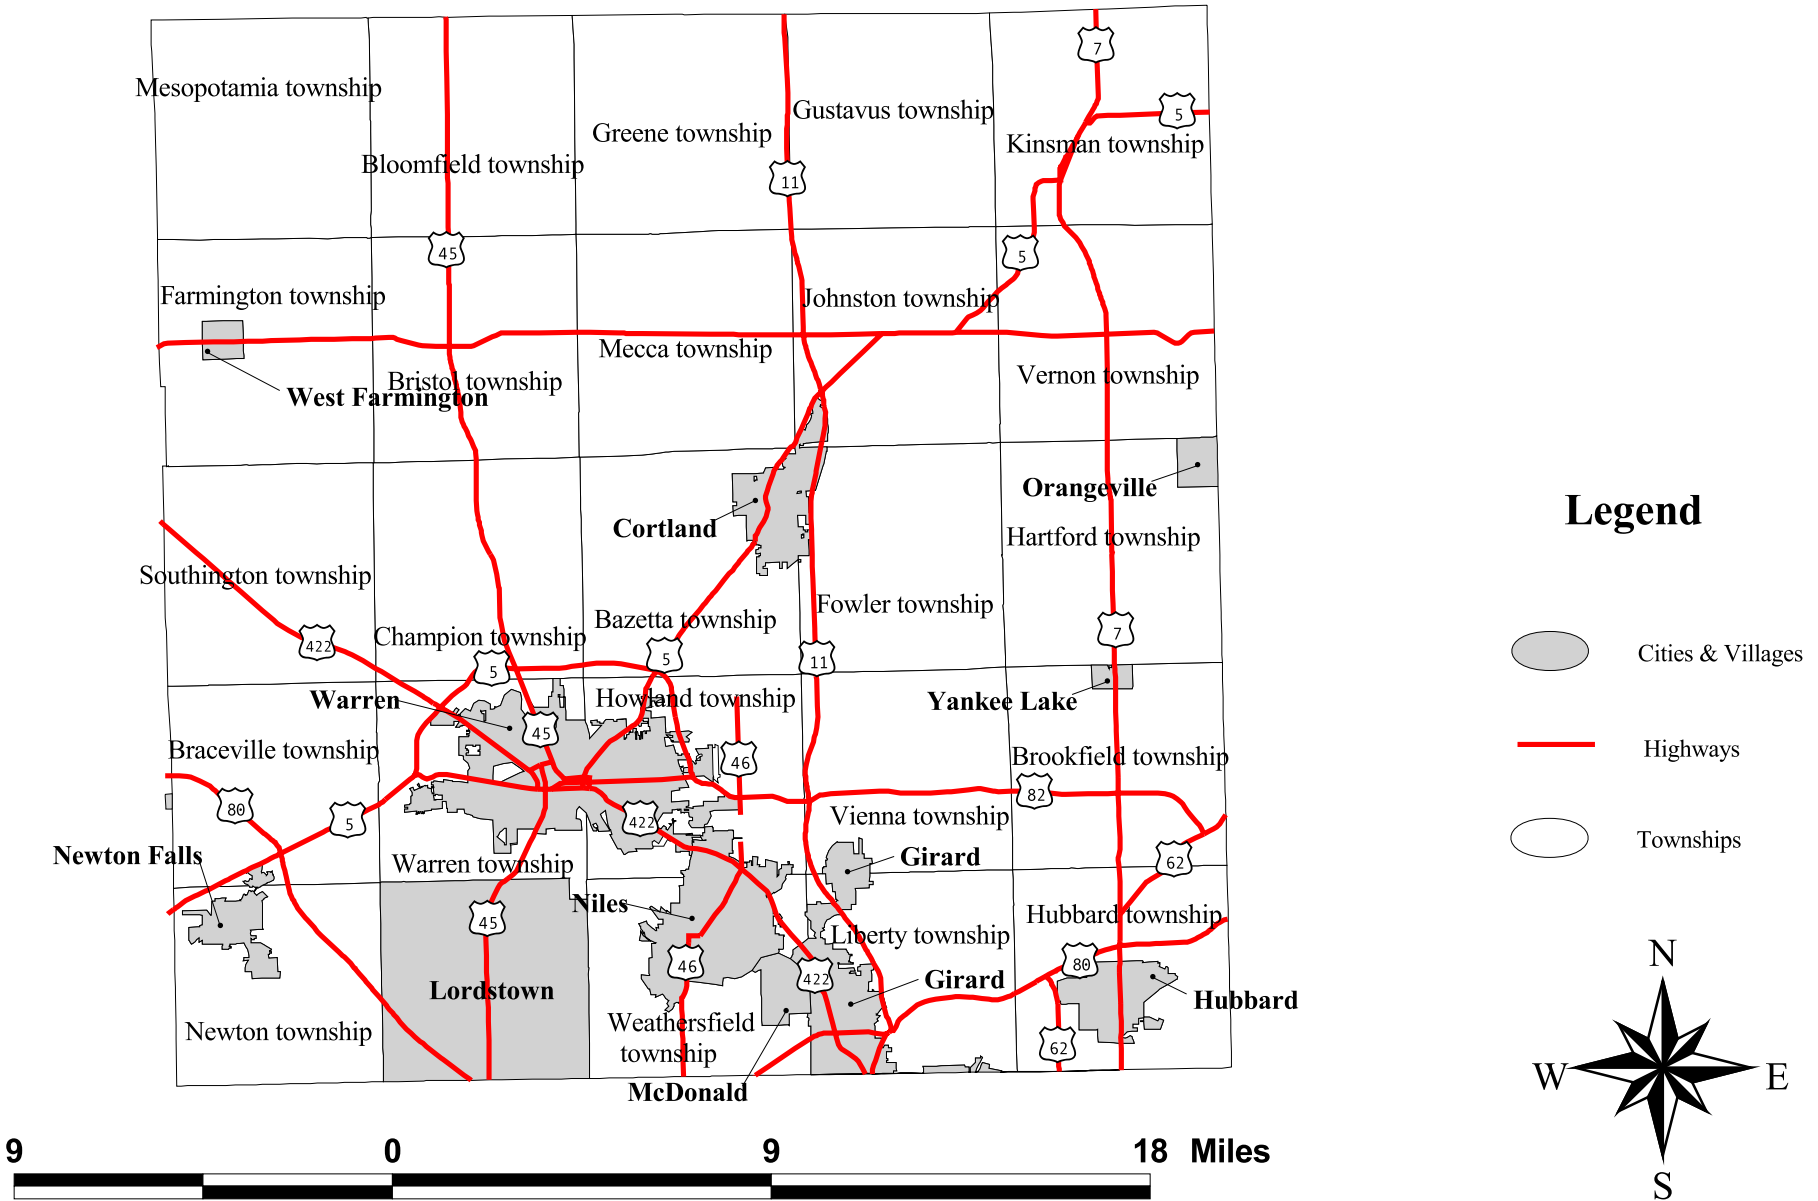 7
Mesopotamia township
Gustavus township
5
Greene township
Kinsman township
Bloomfield township
11
45
5
Farmington township
Johnston township
Mecca township
Vernon township
Bristol township
West Farmington
Orangeville
Legend
Cortland
Hartford township
Southington township
Fowler township
Bazetta township
7
Champion township
422
5
5
11
Cities & Villages
Warren
Howland township
Yankee Lake
45
Braceville township
46
Brookfield township
Highways
82
80
5
422
Vienna township
Townships
Newton Falls
Warren township
Girard
62
Niles
45
Hubbard township
Liberty township
46
422
80
N
Lordstown
Girard
Hubbard
Newton township
Weathersfield
township
62
W
E
McDonald
S
9 0 9 18 Miles